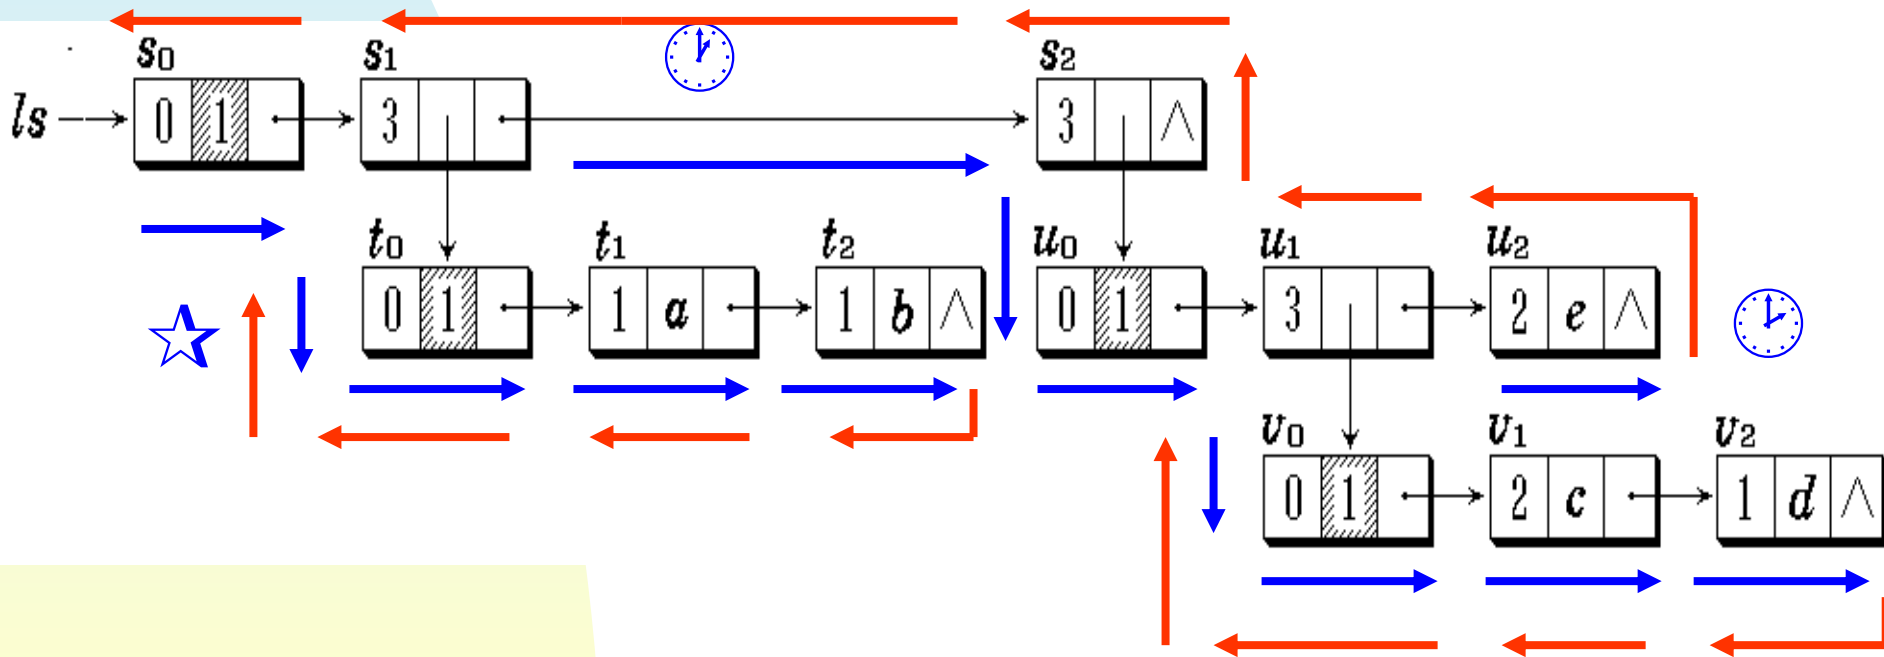 s0 s1 s2
ls 0 1 3 3 ∧
t0 t1 t2 u0 u1 u2
0 1 1 a 1 b ∧ 0 1 3 2 e ∧
v0 v1 v2
0 1 2 c 1 d ∧